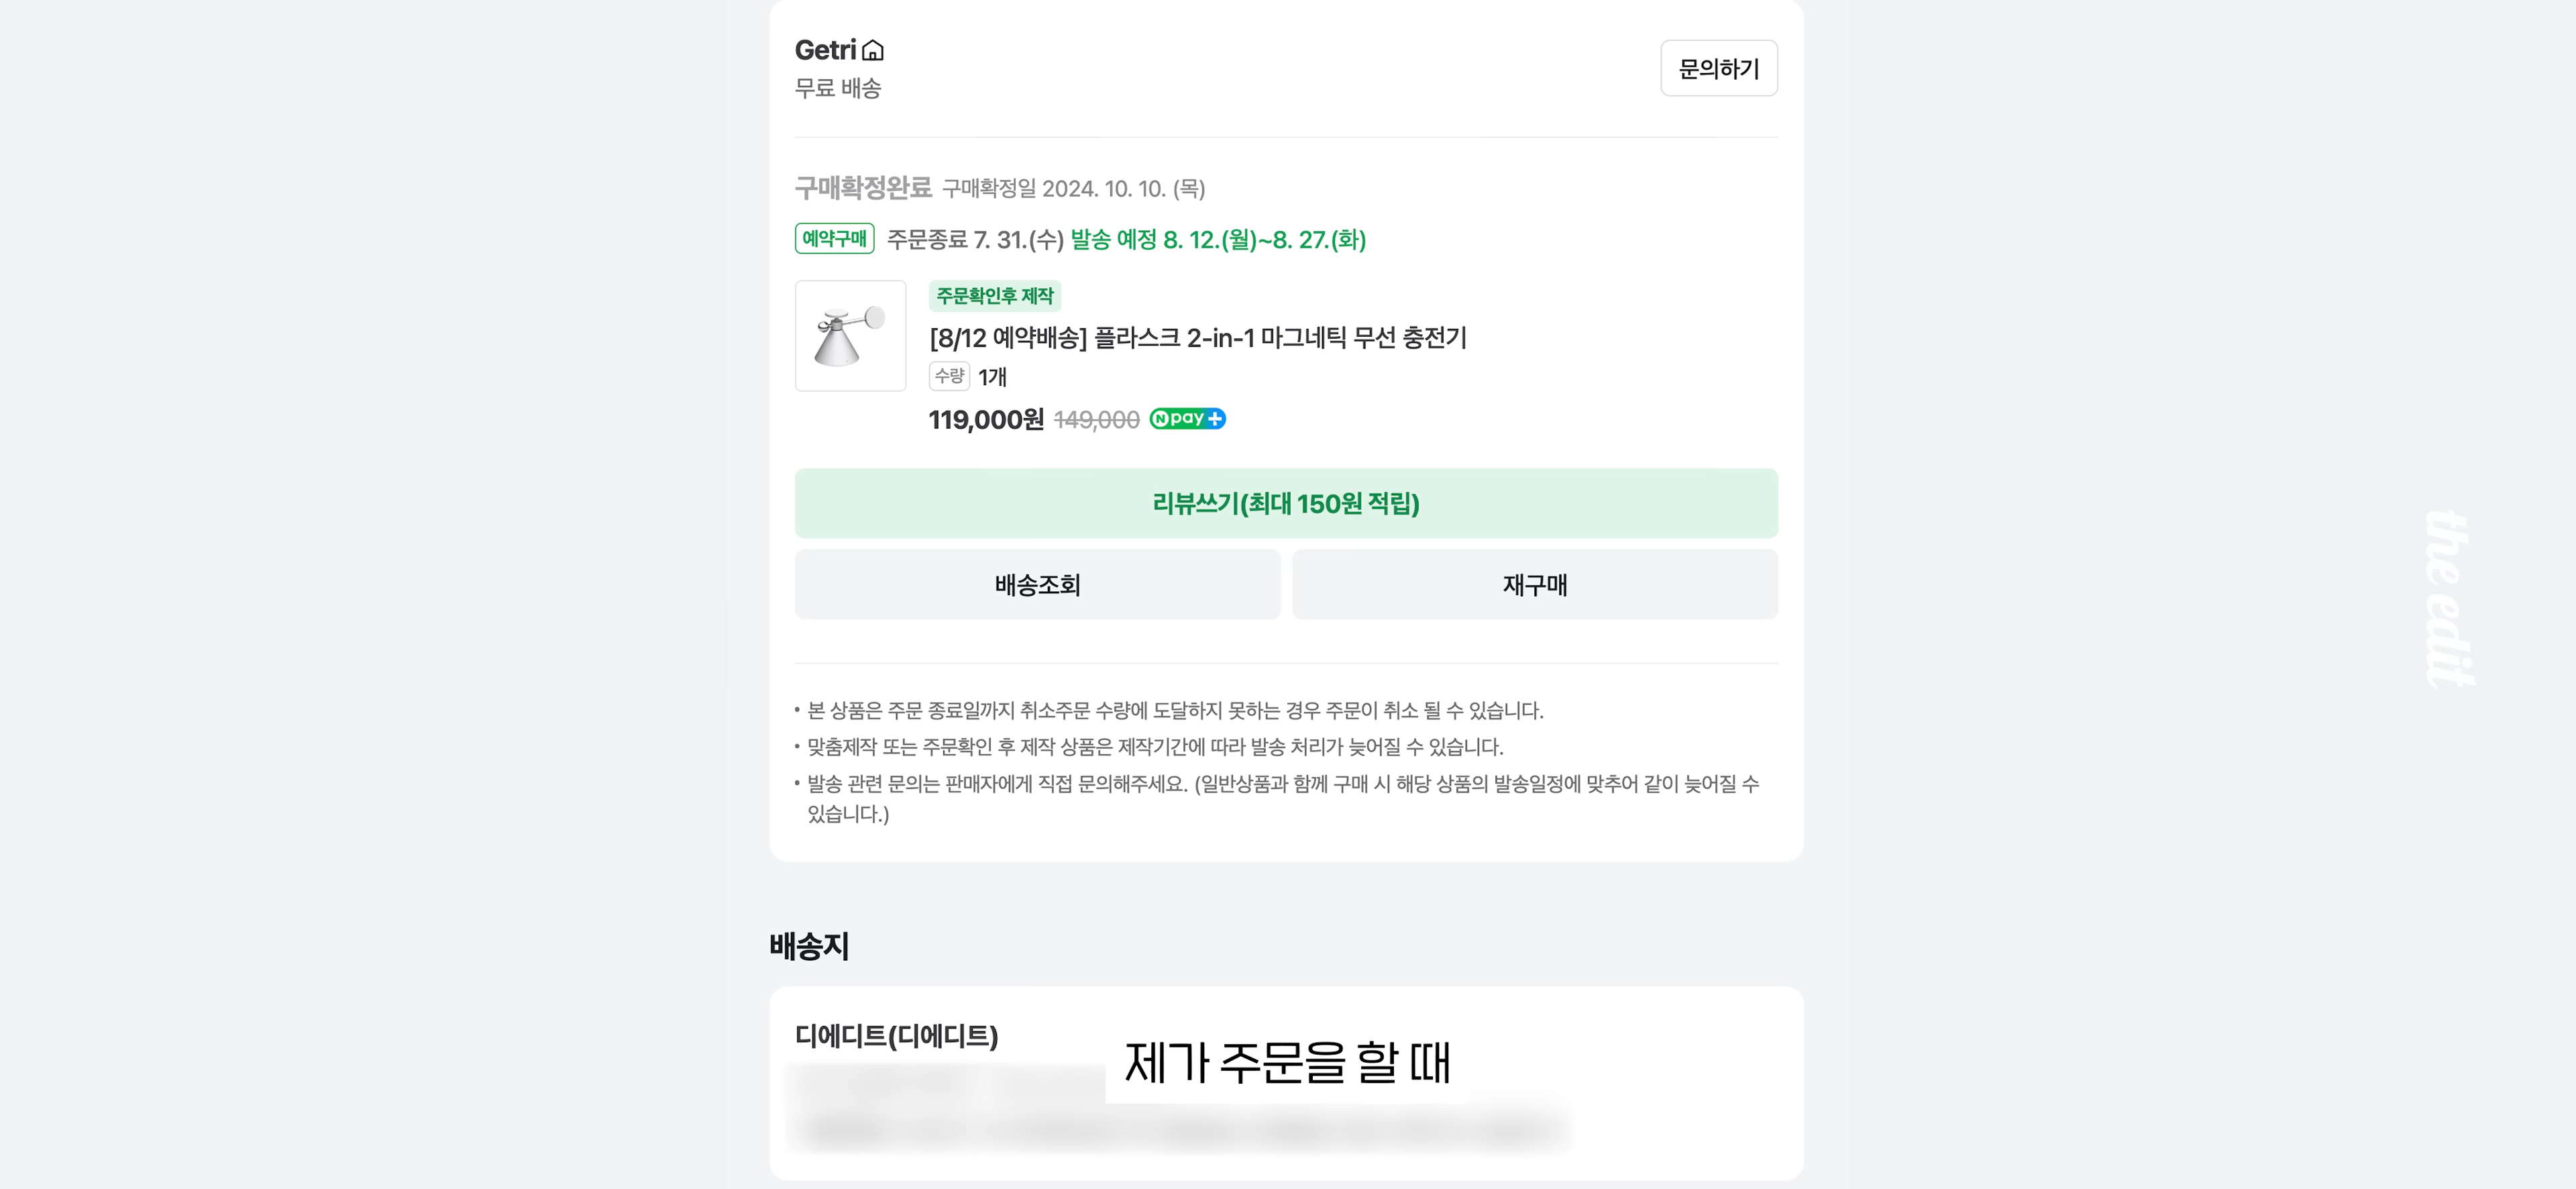 Getri
무료 배송
문의하기
구매확정완료 구매확정일 2024. 10. 10. (목)
예약구매 주문종료 7. 31.(수) 발송 예정 8. 12.(월)~8. 27.(화)
주문확인후 제작
[8/12 예약배송] 플라스크 2-in-1 마그네틱 무선 충전기
수량 1개
119,000원 149,000 N pay +
리뷰쓰기(최대 150원 적립)
배송조회 재구매
• 본 상품은 주문 종료일까지 취소주문 수량에 도달하지 못하는 경우 주문이 취소 될 수 있습니다.
• 맞춤제작 또는 주문확인 후 제작 상품은 제작기간에 따라 발송 처리가 늦어질 수 있습니다.
• 발송 관련 문의는 판매자에게 직접 문의해주세요. (일반상품과 함께 구매 시 해당 상품의 발송일정에 맞추어 같이 늦어질 수
있습니다.)
배송지
디에디트(디에디트)
제가 주문을 할 때
the edit